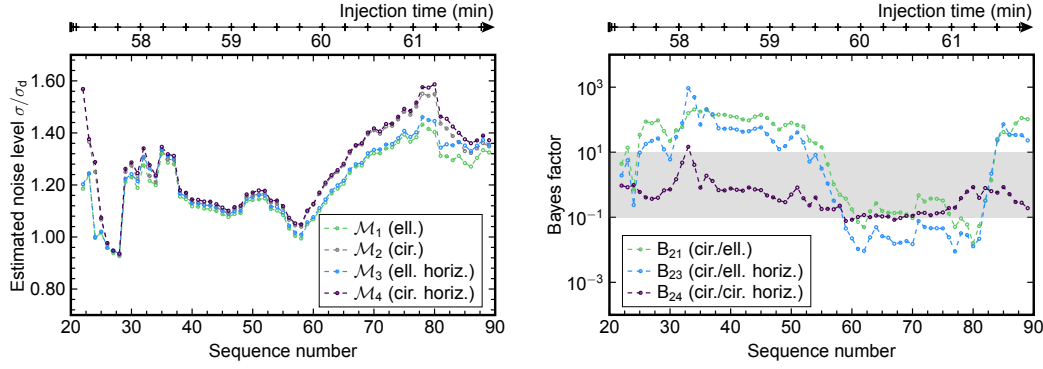 Injection time (min)
58 59 60 61
Estimated noise level σ/σd
1.60
1.40
1.20
1.00
0.80
M1 (ell.)
M2 (cir.)
M3 (ell. horiz.)
M4 (cir. horiz.)
20 30 40 50 60 70 80 90
Sequence number
Injection time (min)
58 59 60 61
Bayes factor
10^3
10^1
10^−1
10^−3
B21 (cir./ell.)
B23 (cir./ell. horiz.)
B24 (cir./cir. horiz.)
20 30 40 50 60 70 80 90
Sequence number